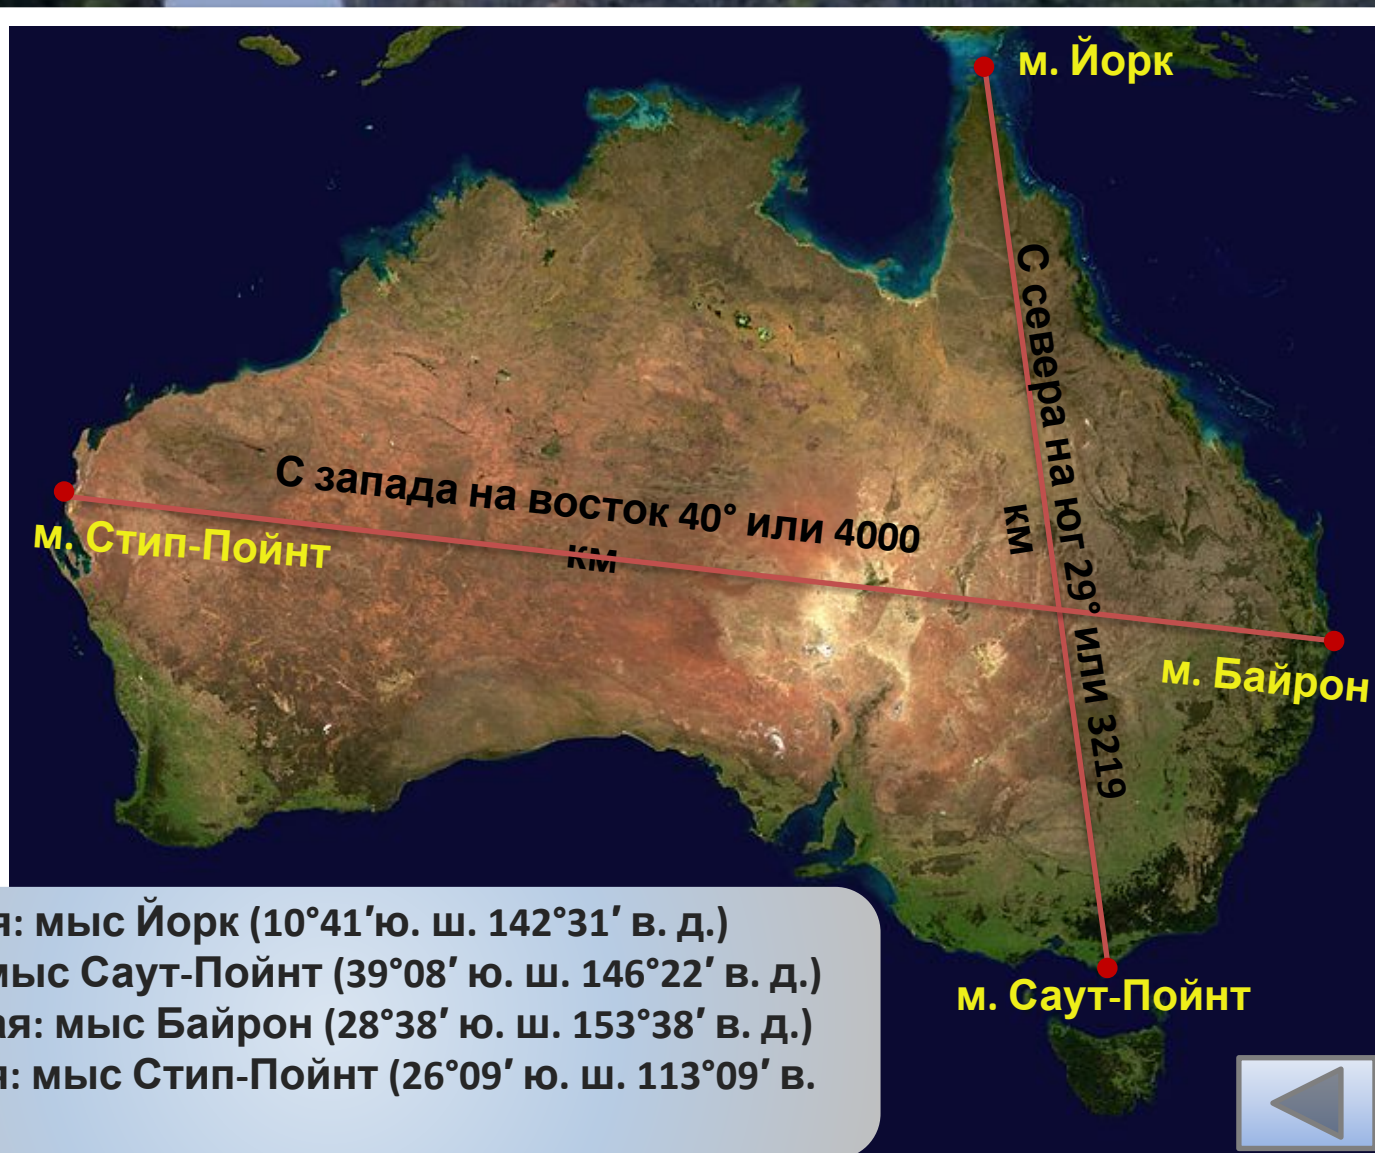 м. Йорк
С севера на юг 29° или 3219
км
С запада на восток 40° или 4000
км
м. Стип-Пойнт
м. Байрон
м. Саут-Пойнт
я: мыс Йорк (10°41′ю. ш. 142°31′ в. д.)
мыс Саут-Пойнт (39°08′ ю. ш. 146°22′ в. д.)
ая: мыс Байрон (28°38′ ю. ш. 153°38′ в. д.)
я: мыс Стип-Пойнт (26°09′ ю. ш. 113°09′ в.